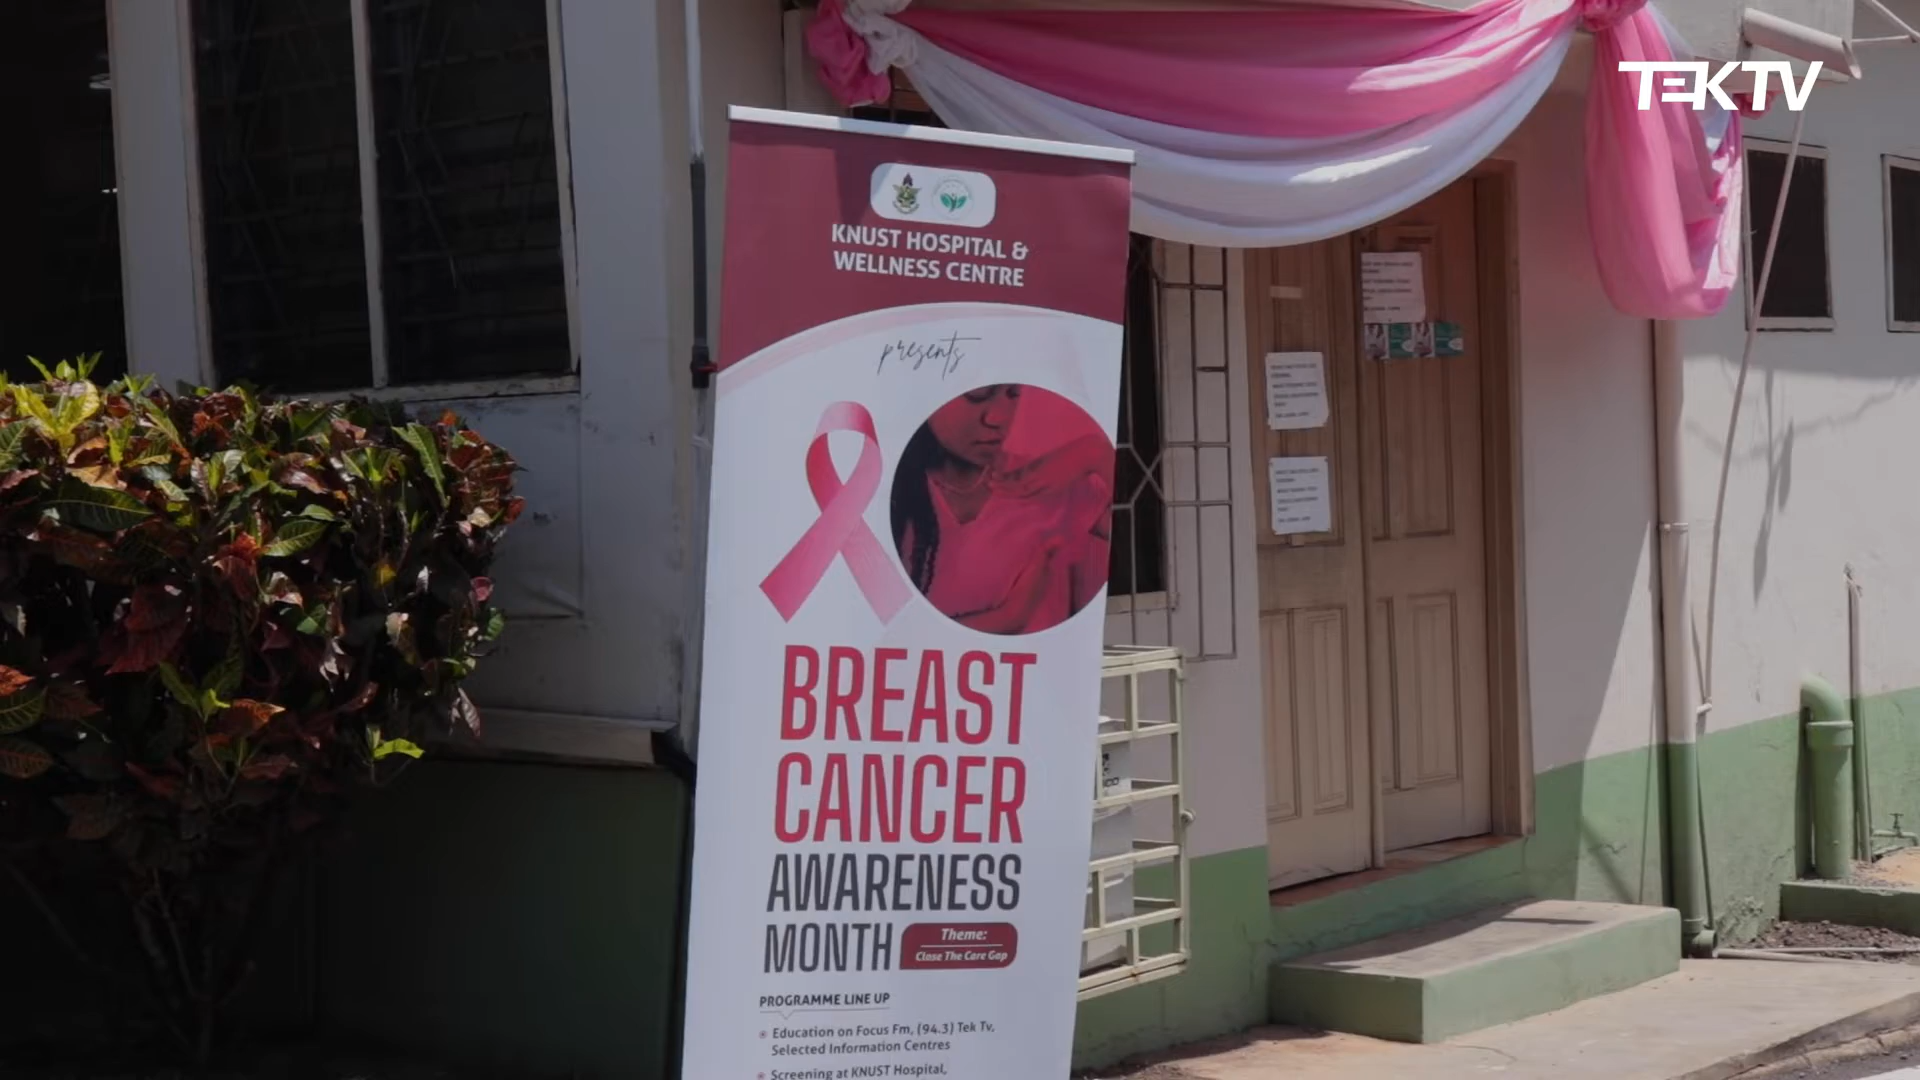 TEKTV
KNUST HOSPITAL &
WELLNESS CENTRE
presents
BREAST
CANCER
AWARENESS
MONTH
Theme:
Close The Care Gap
PROGRAMME LINE UP
Education on Focus Fm, (94.3) Tek Tv,
Selected Information Centres
Screening at KNUST Hospital,